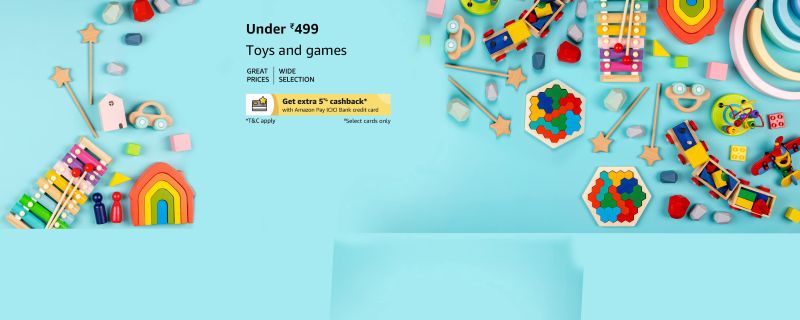 Under ₹499
Toys and games
GREAT PRICES | WIDE SELECTION
Get extra 5% cashback*
with Amazon Pay ICICI Bank credit card
*T&C apply
*Select cards only